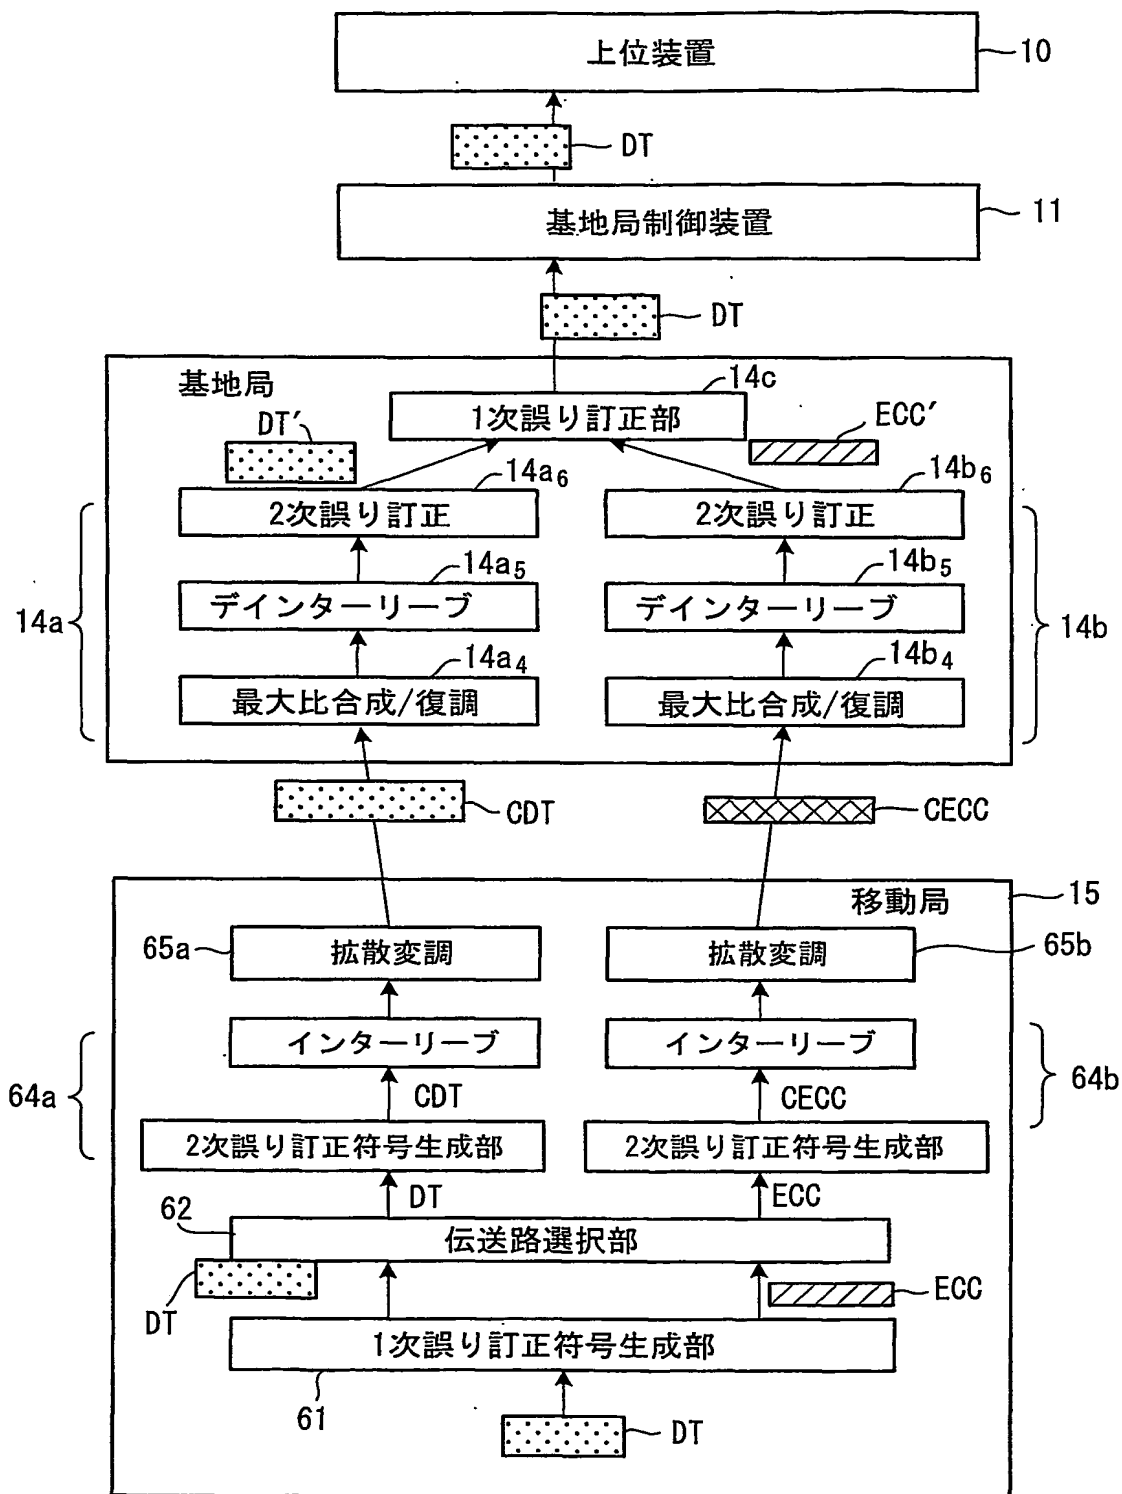 上位装置
10
DT
基地局制御装置
11
DT
基地局
14c
1次誤り訂正部
DT′
ECC′
14a6
14b6
2次誤り訂正
2次誤り訂正
14a5
14b5
14a
デインターリーブ
デインターリーブ
14b
14a4
14b4
最大比合成/復調
最大比合成/復調
CDT
CECC
移動局
15
65a
拡散変調
拡散変調
65b
インターリーブ
インターリーブ
64a
CDT
CECC
64b
2次誤り訂正符号生成部
2次誤り訂正符号生成部
DT
ECC
62
伝送路選択部
DT
ECC
1次誤り訂正符号生成部
61
DT